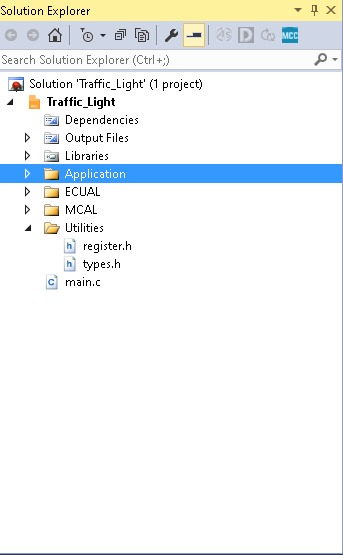 Solution Explorer
MCC
Search Solution Explorer (Ctrl+;)
Solution 'Traffic_Light' (1 project)
Traffic_Light
Dependencies
Output Files
Libraries
Application
ECUAL
MCAL
Utilities
h register.h
h types.h
C main.c